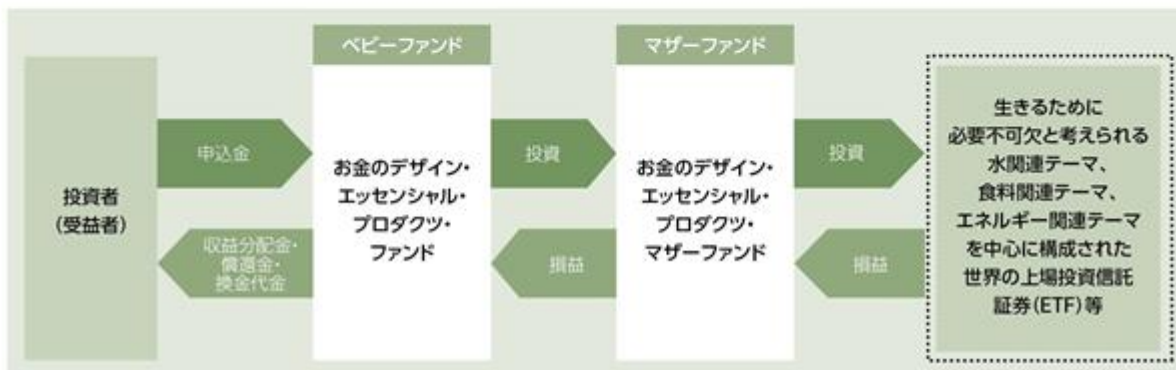 ベビーファンド
マザーファンド
投資者
(受益者)
申込金
収益分配金・
償還金・
換金代金
お金のデザイン・
エッセンシャル・
プロダクツ・
ファンド
投資
損益
お金のデザイン・
エッセンシャル・
プロダクツ・
マザーファンド
投資
損益
生きるために
必要不可欠と考えられる
水関連テーマ、
食料関連テーマ、
エネルギー関連テーマ
を中心に構成された
世界の上場投資信託
証券(ETF)等